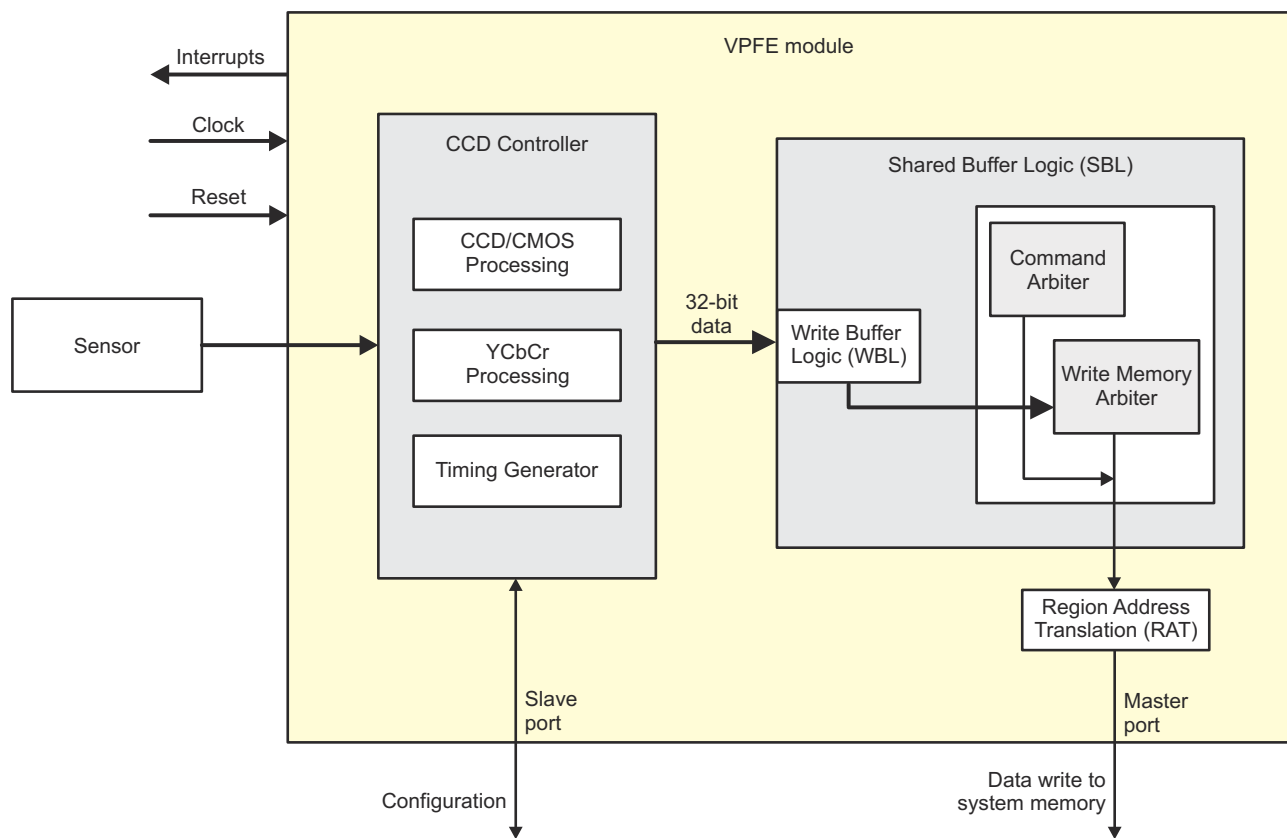 VPFE module
Interrupts
Clock
Reset
CCD Controller
CCD/CMOS
Processing
YCbCr
Processing
Timing Generator
Sensor
32-bit
data
Shared Buffer Logic (SBL)
Command
Arbiter
Write Buffer
Logic (WBL)
Write Memory
Arbiter
Region Address
Translation (RAT)
Slave
port
Master
port
Configuration
Data write to
system memory